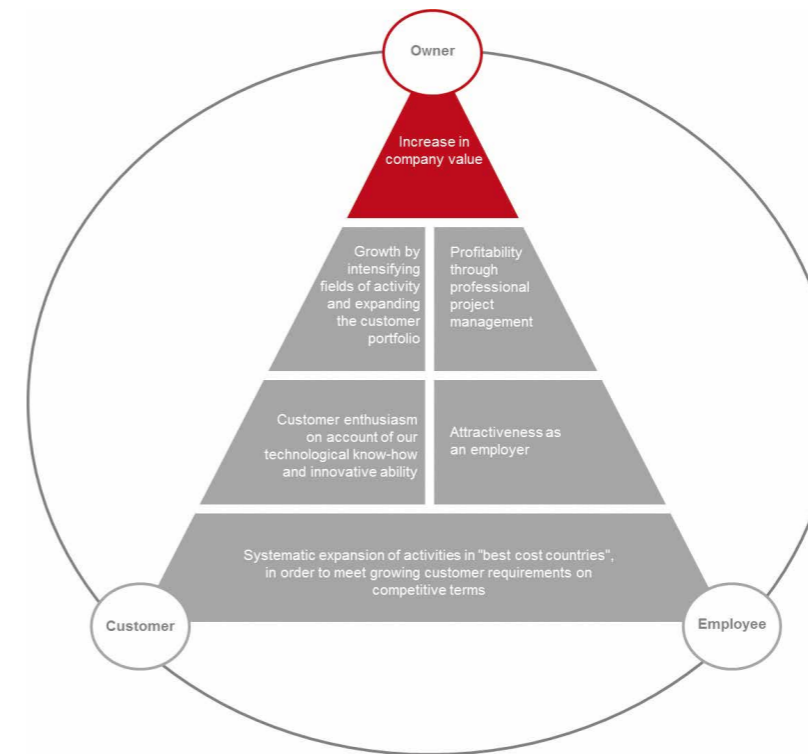 Owner
Increase in
company value
Growth by
intensifying
fields of activity
and expanding
the customer
portfolio
Profitability
through
professional
project
management
Customer enthusiasm
on account of our
technological know-how
and innovative ability
Attractiveness as
an employer
Systematic expansion of activities in "best cost countries",
in order to meet growing customer requirements on
competitive terms
Customer
Employee